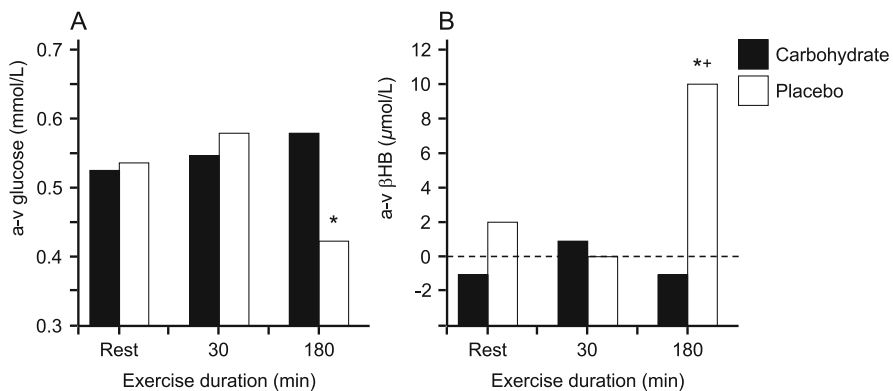 A
a-v glucose (mmol/L)
0.7
0.6
0.5
0.4
0.3
*
Rest
30
180
Exercise duration (min)
B
a-v βHB (µmol/L)
12
10
8
6
4
2
0
-2
*+
Rest
30
180
Exercise duration (min)
Carbohydrate
Placebo